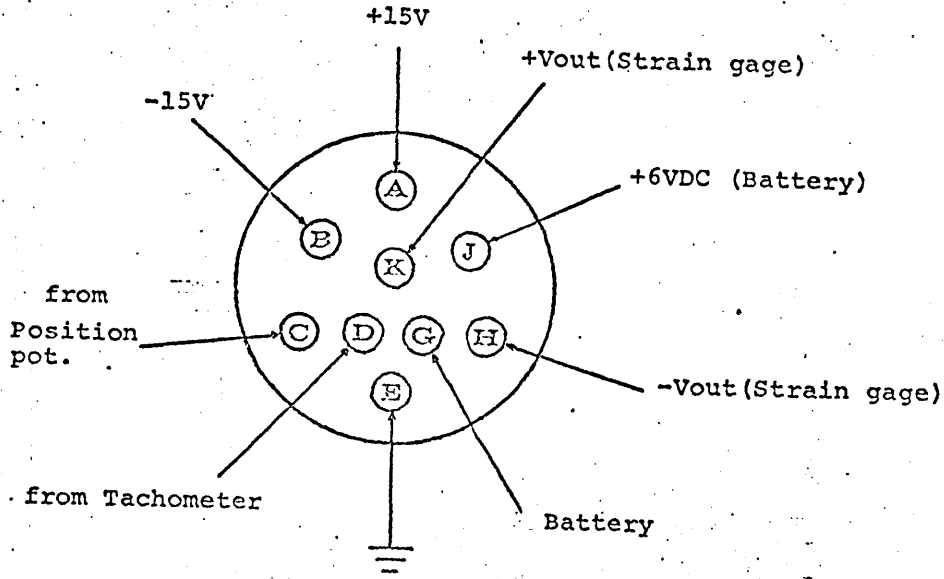 +15V
+Vout(Strain gage)
-15V
+6VDC (Battery)
A
B
J
K
from
Position
pot.
C
D
G
H
E
-Vout(Strain gage)
from Tachometer
Battery